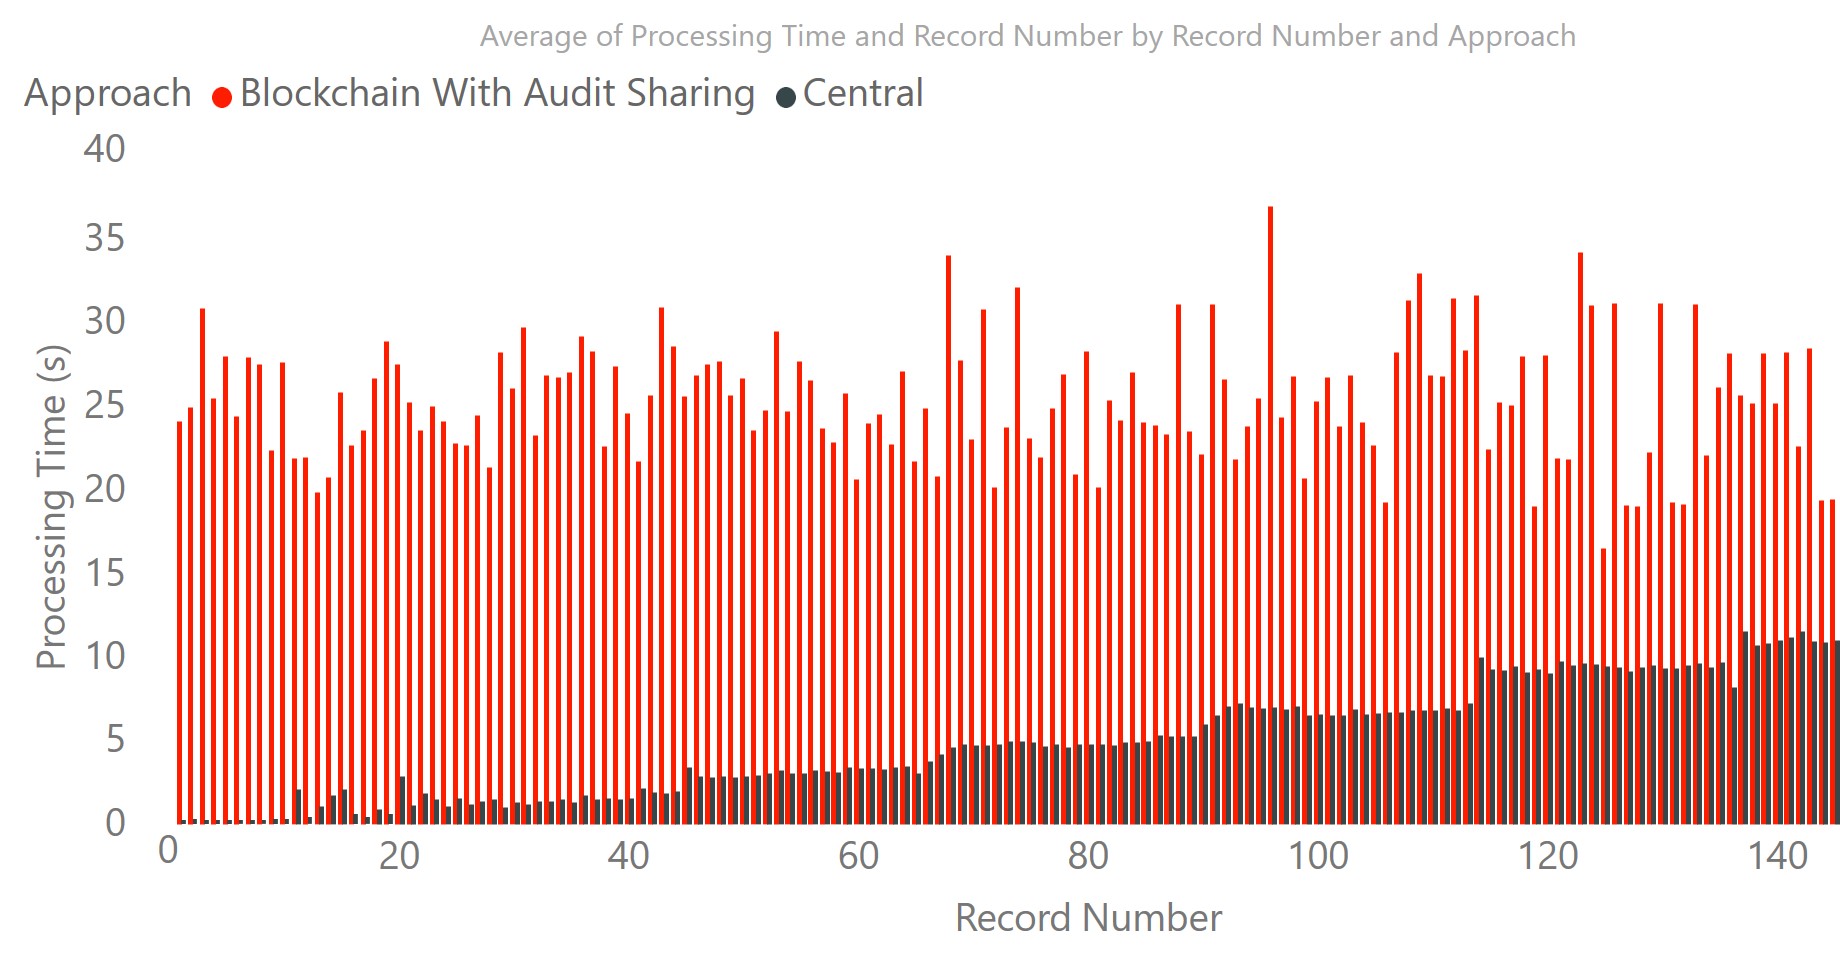 Average of Processing Time and Record Number by Record Number and Approach
Approach Blockchain With Audit Sharing Central
40
35
30
25
20
15
10
5
0
Processing Time (s)
0 20 40 60 80 100 120 140
Record Number